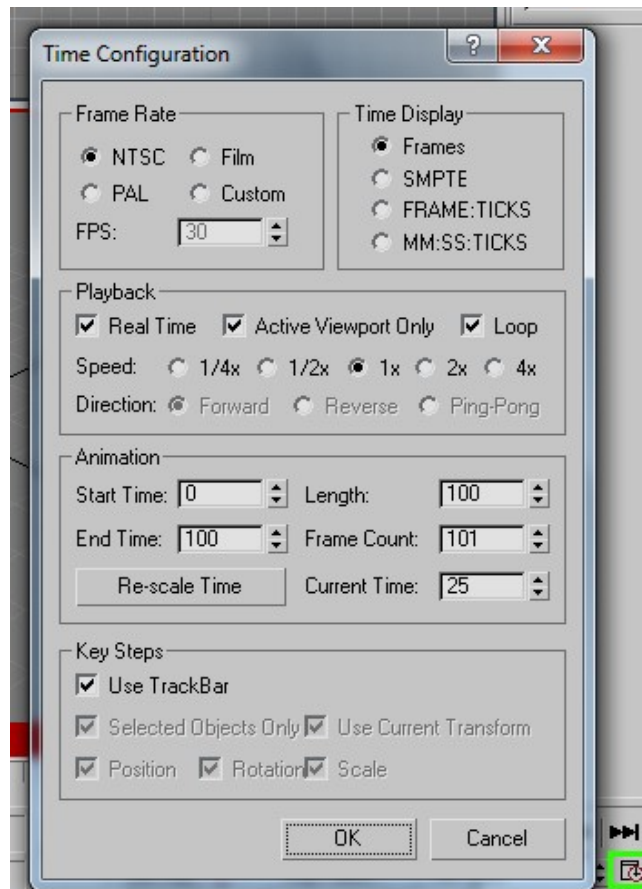 Time Configuration
Frame Rate
NTSC Film
PAL Custom
FPS: 30
Time Display
Frames
SMPTE
FRAME:TICKS
MM:SS:TICKS
Playback
Real Time Active Viewport Only Loop
Speed: 1/4x 1/2x 1x 2x 4x
Direction: Forward Reverse Ping-Pong
Animation
Start Time: 0 Length: 100
End Time: 100 Frame Count: 101
Re-scale Time Current Time: 25
Key Steps
Use TrackBar
Selected Objects Only Use Current Transform
Position Rotation Scale
OK Cancel